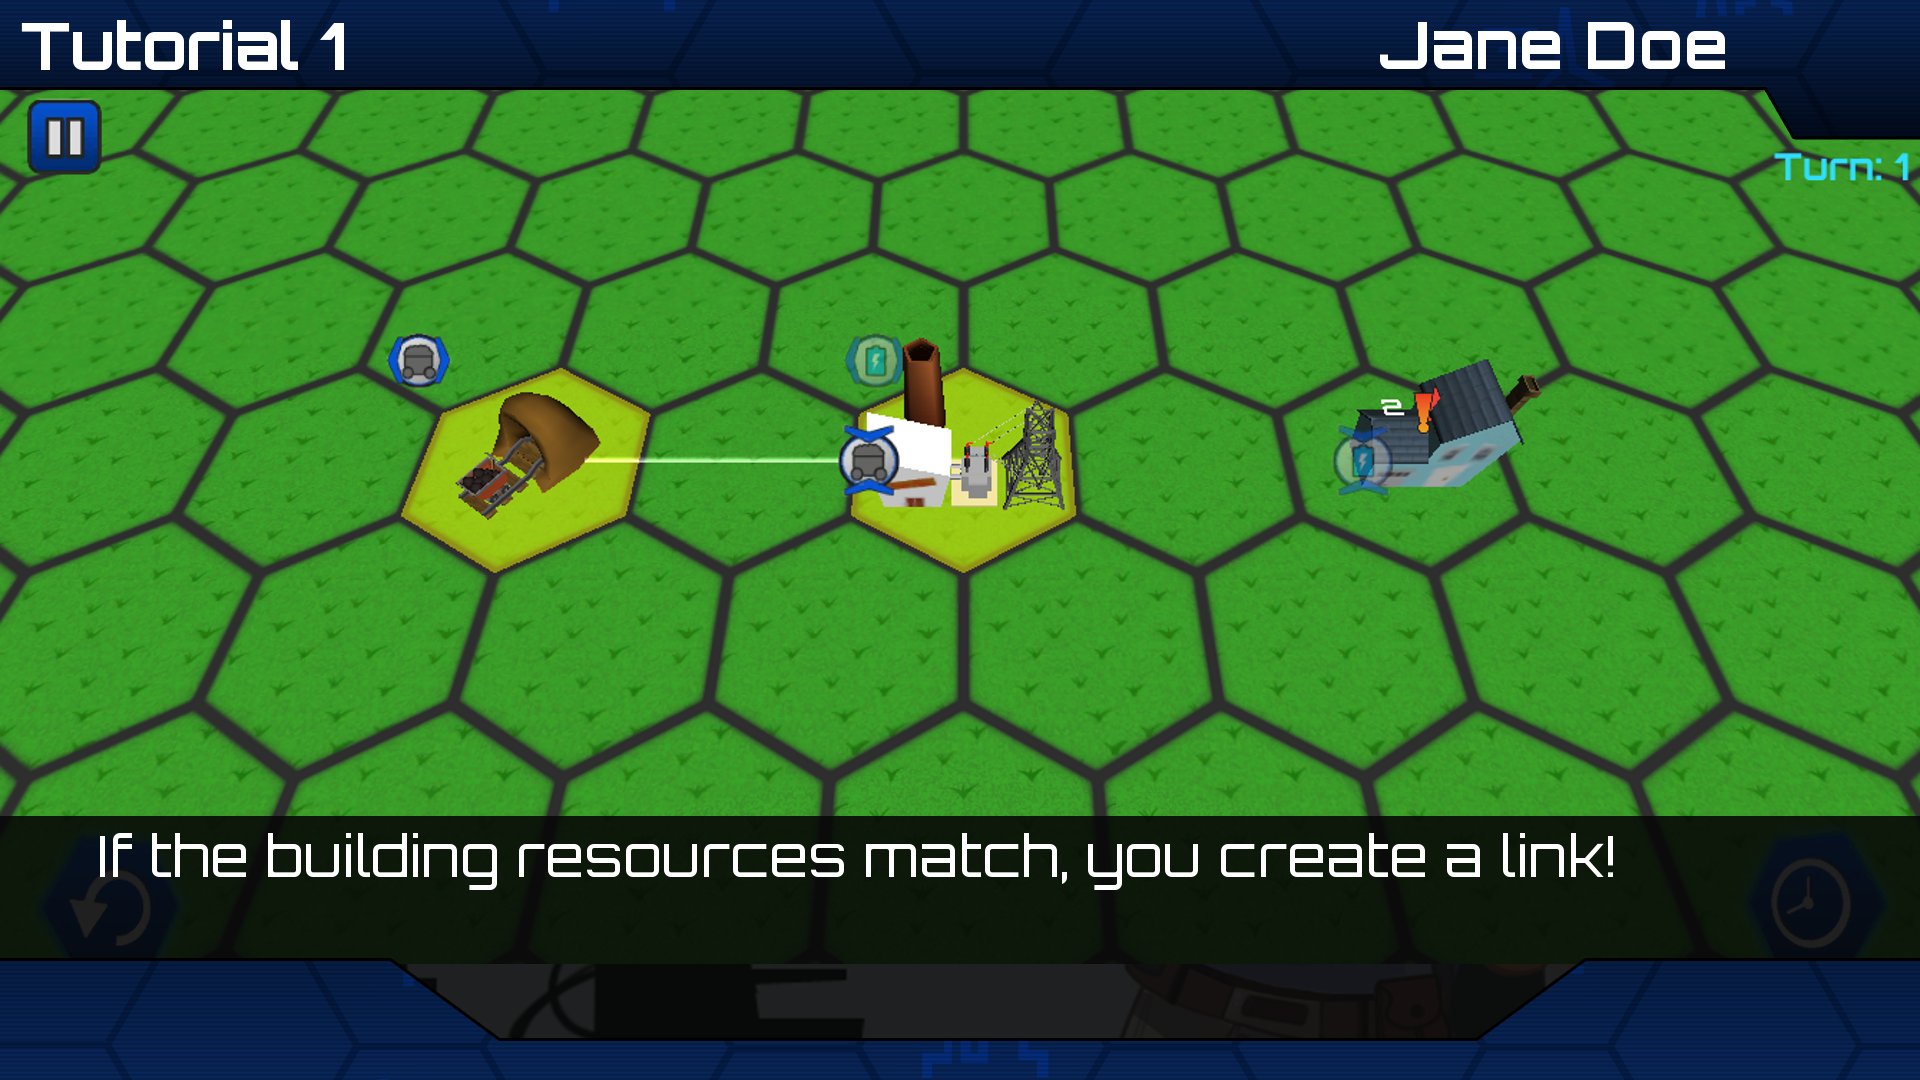 Tutorial 1
Jane Doe
Turn: 1
2
If the building resources match, you create a link!